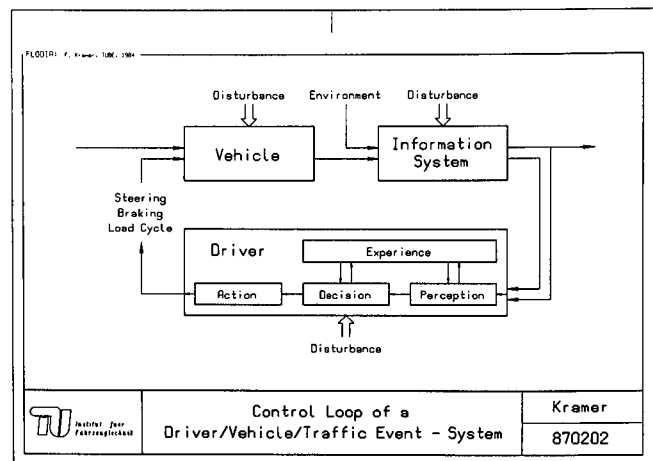 FLODIA: F. Kramer, TUBE, 1984
Disturbance Environment Disturbance
Vehicle
Information
System
Steering
Braking
Load Cycle
Driver
Experience
Action Decision Perception
Disturbance
TU Institut fuer
Fahrzeugtechnik
Control Loop of a
Driver/Vehicle/Traffic Event - System
Kramer
870202